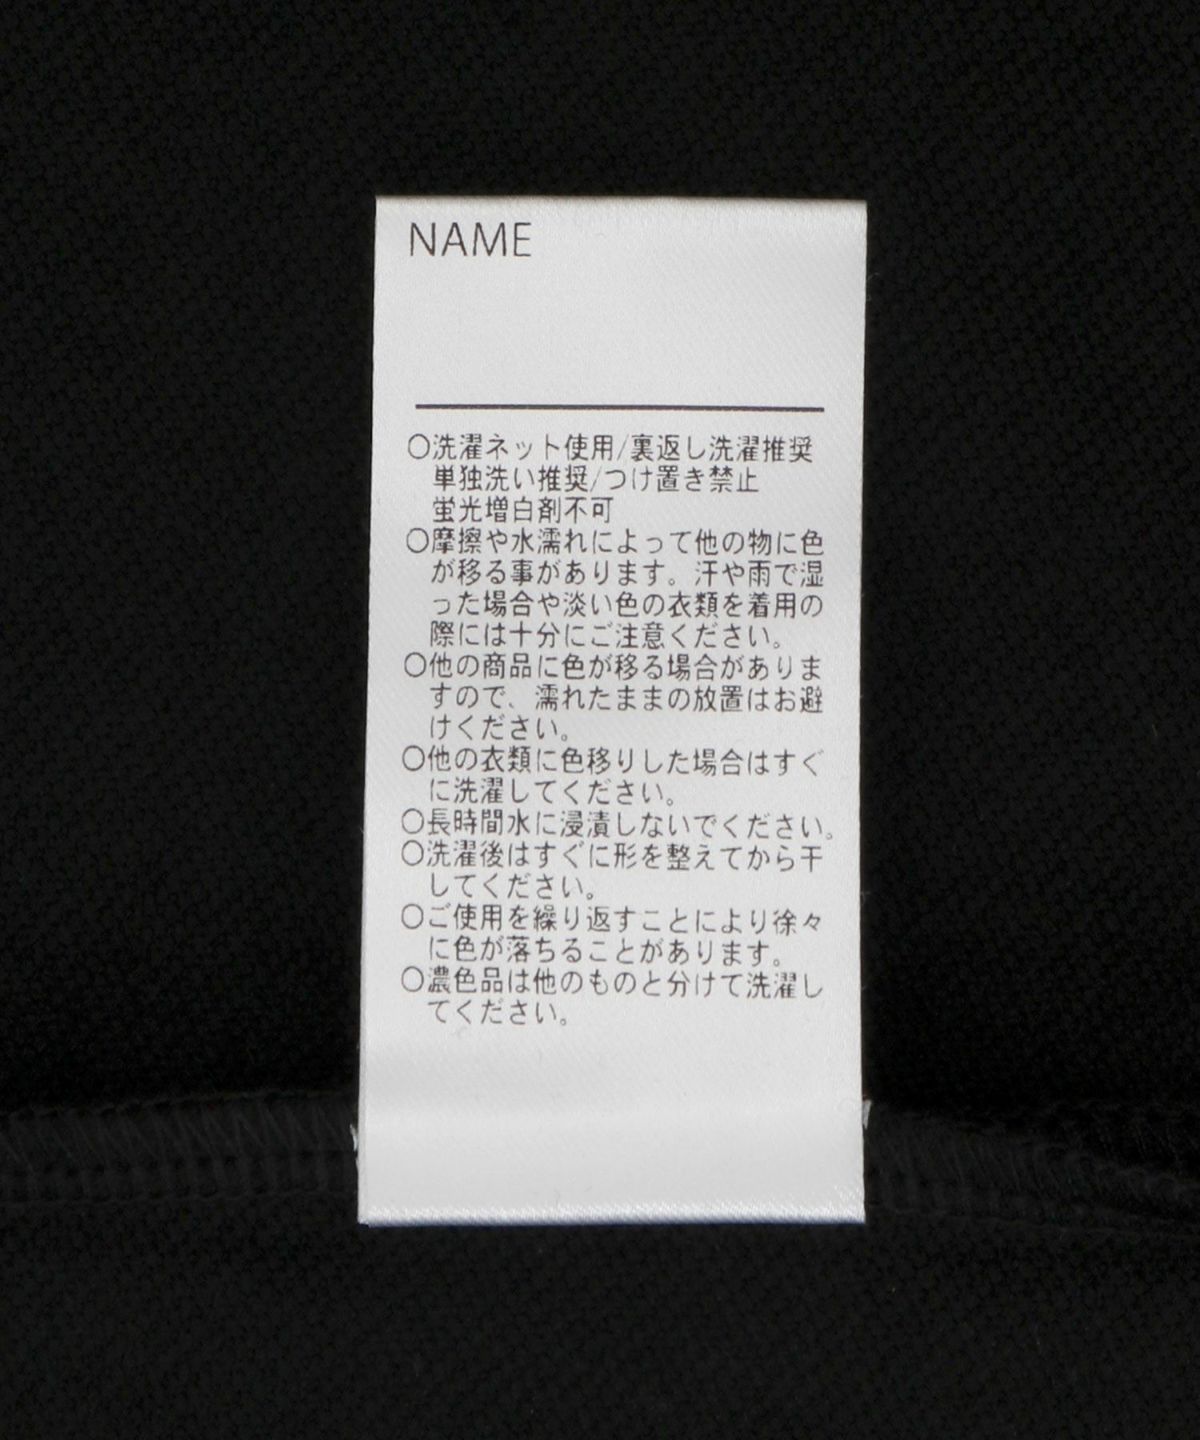 NAME
〇洗濯ネット使用/裏返し洗濯推奨
単独洗い推奨/つけ置き禁止
蛍光増白剤不可
〇摩擦や水濡れによって他の物に色
が移る事があります。汗や雨で湿
った場合や淡い色の衣類を着用の
際には十分にご注意ください。
〇他の商品に色が移る場合がありま
すので、濡れたままの放置はお避
けください。
〇他の衣類に色移りした場合はすぐ
に洗濯してください。
〇長時間水に浸漬しないでください。
〇洗濯後はすぐに形を整えてから干
してください。
〇ご使用を繰り返すことにより徐々
に色が落ちることがあります。
〇濃色品は他のものと分けて洗濯し
てください。